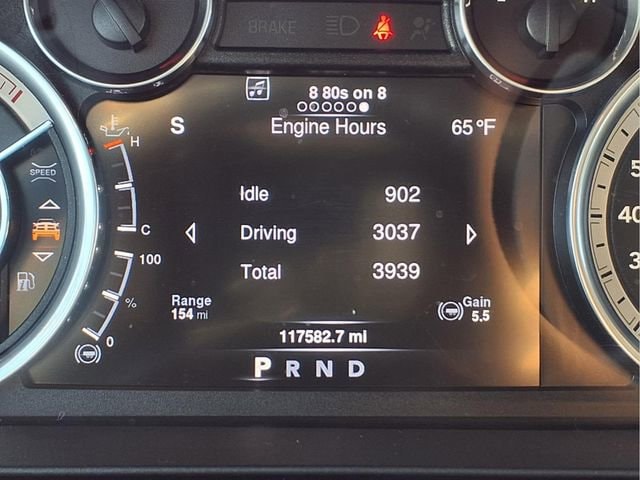 BRAKE
8 80s on 8
S Engine Hours 65°F
H
SPEED
Idle 902
Driving 3037
C
100
Total 3939
%
Range Gain
154 mi 5.5
0
117582.7 mi
P R N D
40